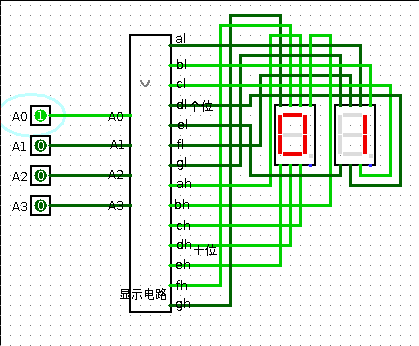 al
bl
cl
dl 个位
A0 1 A0
el
A1 0 A1
fl
gl
A2 0 A2
ah
A3 0 A3
bh
ch
dh 十位
eh
fh
显示电路
gh